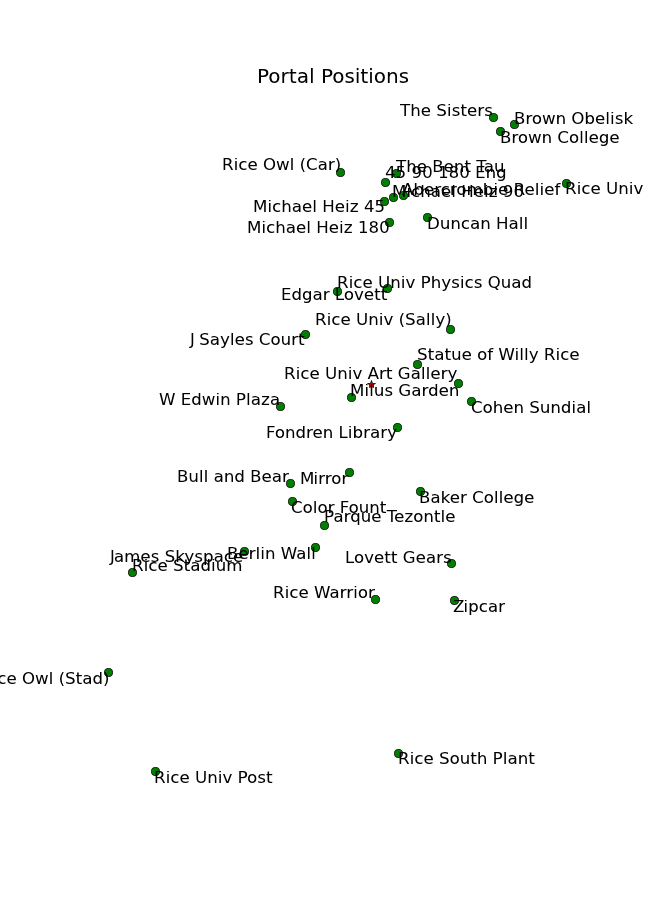 Portal Positions
The Sisters
Brown Obelisk
Brown College
Rice Owl (Car)
The Bent Tau
45 90 180 Eng
Rice Univ
Abercrombie Relief
Michael Heiz 90
Michael Heiz 45
Duncan Hall
Michael Heiz 180
Rice Univ Physics Quad
Edgar Lovett
Rice Univ (Sally)
J Sayles Court
Statue of Willy Rice
Rice Univ Art Gallery
Milus Garden
W Edwin Plaza
Cohen Sundial
Fondren Library
Bull and Bear
Mirror
Baker College
Color Fount
Parque Tezontle
Berlin Wall
James Skyspace
Lovett Gears
Rice Stadium
Rice Warrior
Zipcar
ce Owl (Stad)
Rice South Plant
Rice Univ Post